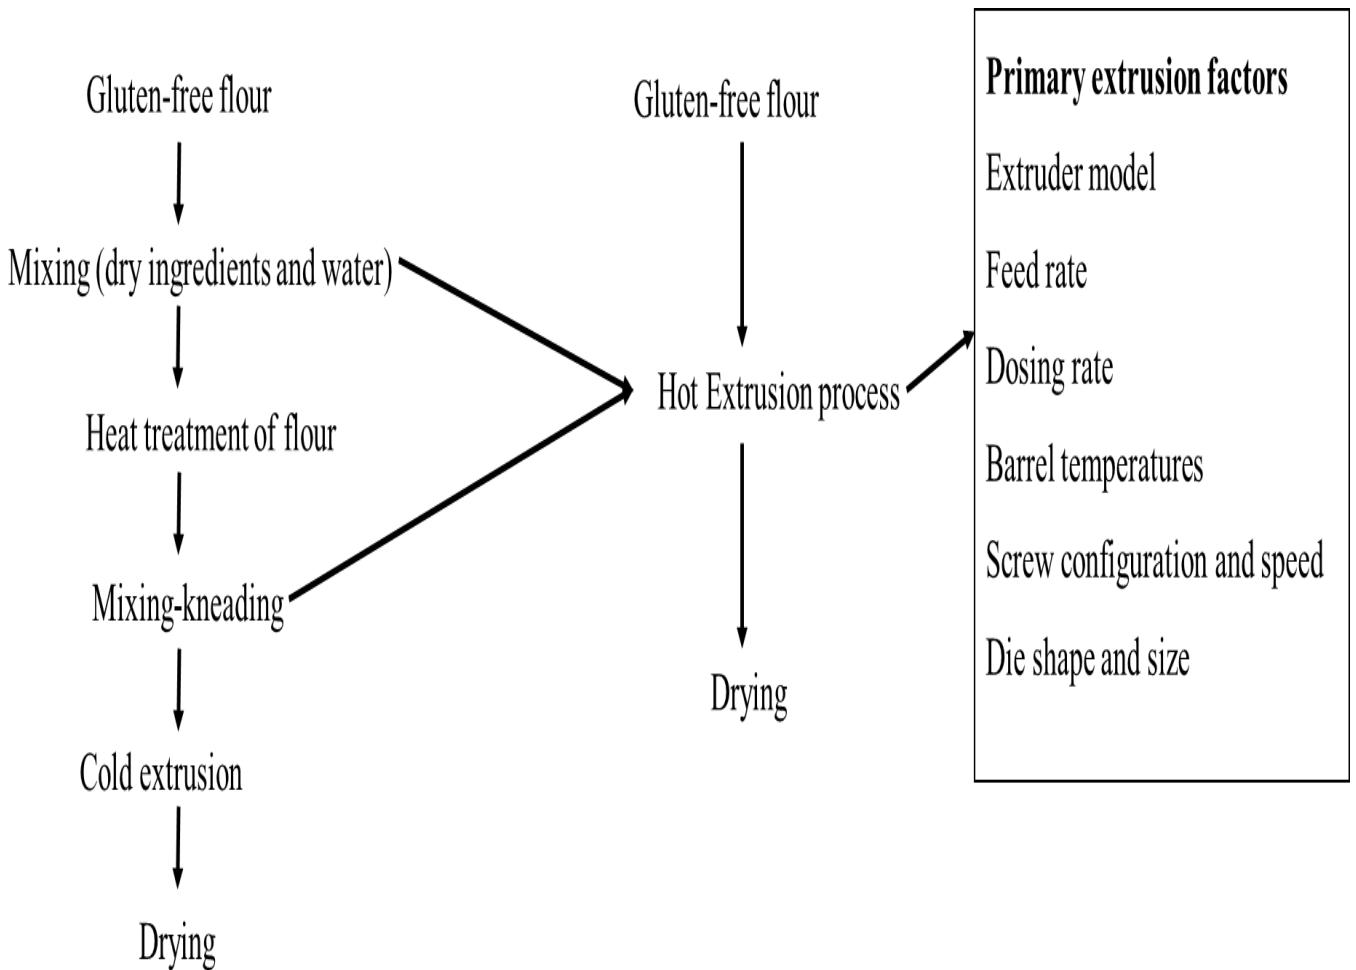 Gluten-free flour
Mixing (dry ingredients and water)
Heat treatment of flour
Mixing-kneading
Cold extrusion
Drying
Gluten-free flour
Hot Extrusion process
Drying
Primary extrusion factors
Extruder model
Feed rate
Dosing rate
Barrel temperatures
Screw configuration and speed
Die shape and size